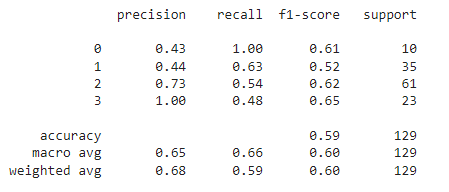 precision recall f1-score support
0 0.43 1.00 0.61 10
1 0.44 0.63 0.52 35
2 0.73 0.54 0.62 61
3 1.00 0.48 0.65 23
accuracy 0.59 129
macro avg 0.65 0.66 0.60 129
weighted avg 0.68 0.59 0.60 129